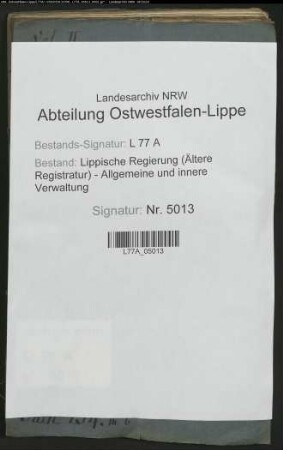 Landesarchiv NRW
Abteilung Ostwestfalen-Lippe
Bestands-Signatur: L 77 A
Bestand: Lippische Regierung (Ältere
Registratur) - Allgemeine und innere
Verwaltung
Signatur: Nr. 5013
L77A_05013